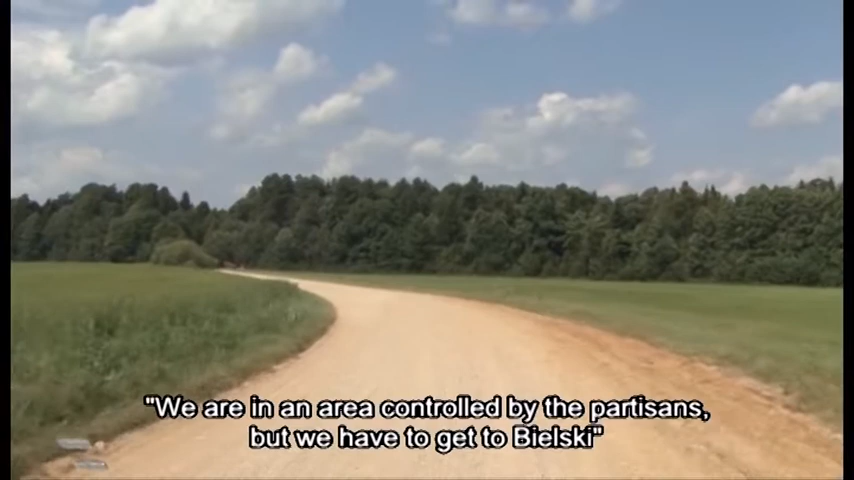 "We are in an area controlled by the partisans,
but we have to get to Bielski"